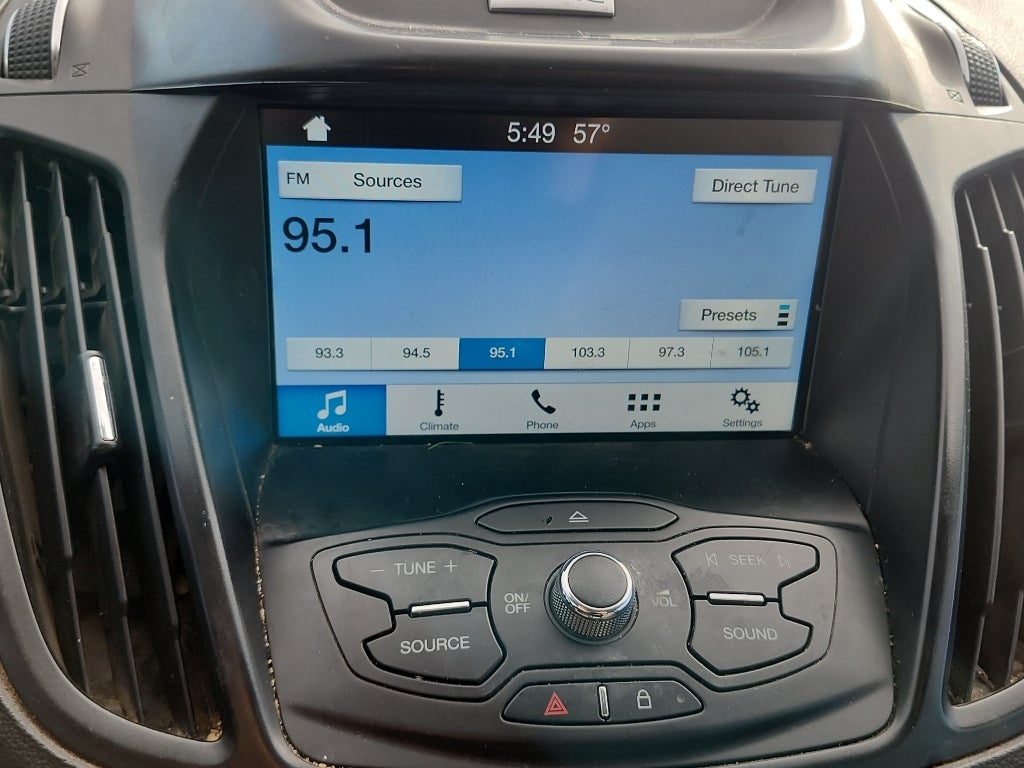 5:49 57°
FM Sources
Direct Tune
95.1
Presets
93.3 94.5 95.1 103.3 97.3 105.1
Audio Climate Phone Apps Settings
− TUNE +
SEEK
ON/
OFF
VOL
SOURCE
SOUND